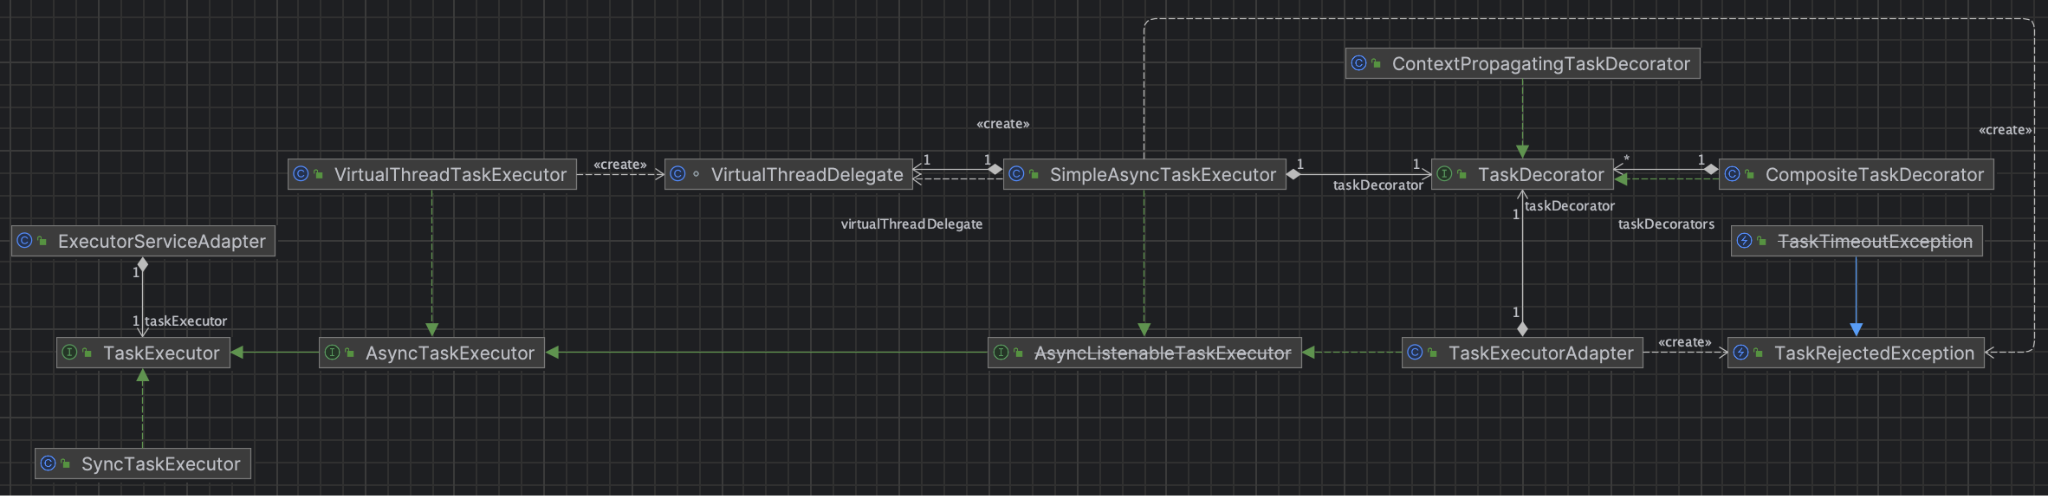 ContextPropagatingTaskDecorator
«create»
«create»
VirtualThreadTaskExecutor
«create»
VirtualThreadDelegate
1
1
SimpleAsyncTaskExecutor
1
taskDecorator
1
TaskDecorator
*
1
CompositeTaskDecorator
1
taskDecorator
virtualThreadDelegate
taskDecorators
ExecutorServiceAdapter
TaskTimeoutException
1
1
taskExecutor
1
TaskExecutor
AsyncTaskExecutor
AsyncListenableTaskExecutor
TaskExecutorAdapter
«create»
TaskRejectedException
SyncTaskExecutor